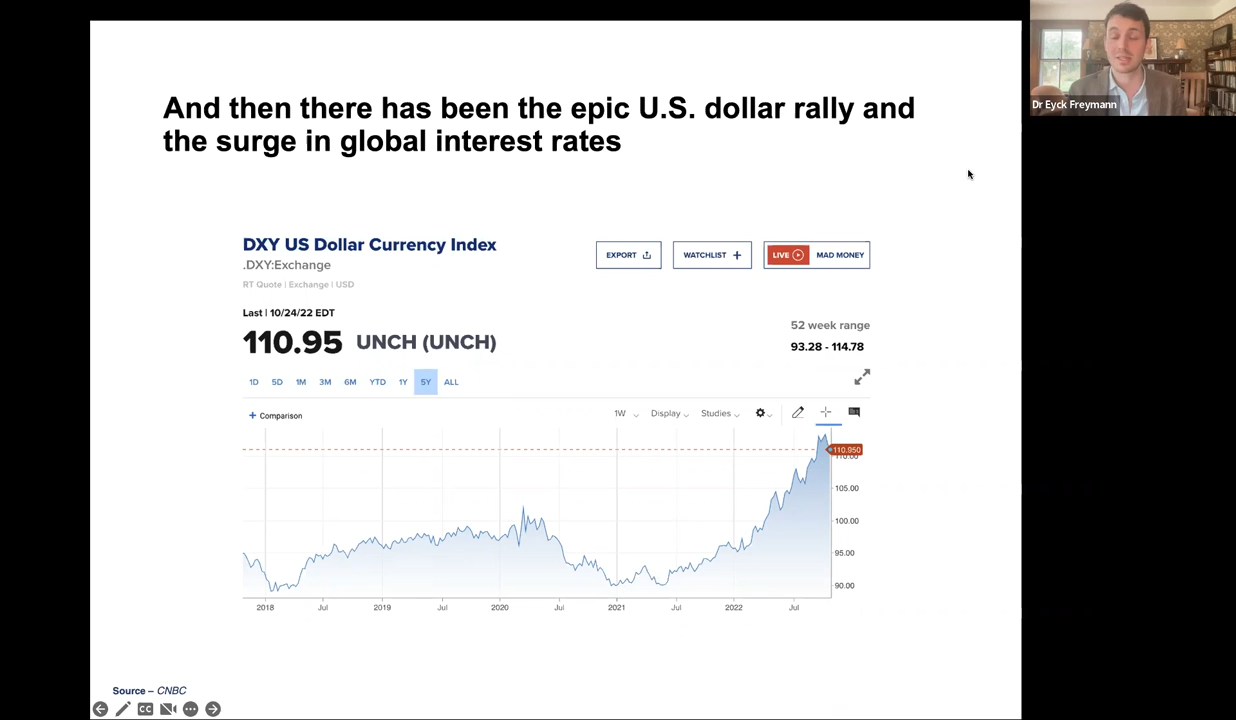 And then there has been the epic U.S. dollar rally and
the surge in global interest rates
Dr Eyck Freymann
DXY US Dollar Currency Index
.DXY:Exchange
RT Quote | Exchange | USD
EXPORT
WATCHLIST +
LIVE
MAD MONEY
Last | 10/24/22 EDT
110.95 UNCH (UNCH)
52 week range
93.28 - 114.78
1D 5D 1M 3M 6M YTD 1Y 5Y ALL
+ Comparison
1W Display Studies
110.950
110.00
105.00
100.00
95.00
90.00
2018 Jul 2019 Jul 2020 Jul 2021 Jul 2022 Jul
Source – CNBC
CC